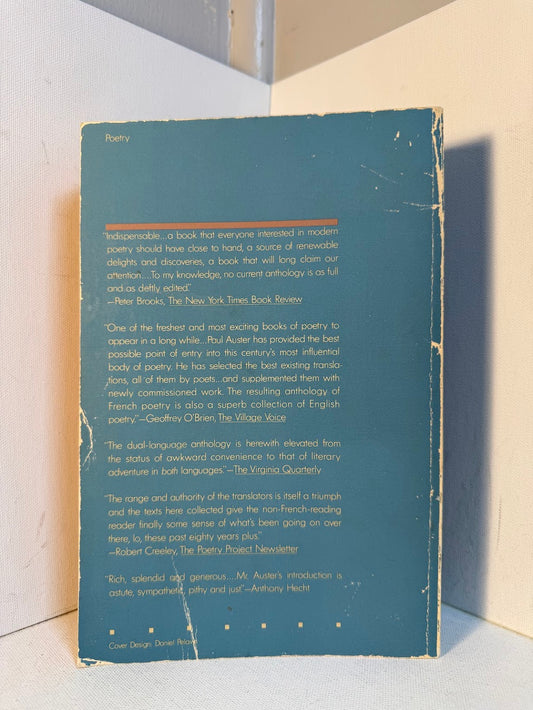 Poetry
"Indispensable...a book that everyone interested in modern
poetry should have close to hand, a source of renewable
delights and discoveries, a book that will long claim our
attention....To my knowledge, no current anthology is as full
and as deftly edited."
—Peter Brooks, The New York Times Book Review
"One of the freshest and most exciting books of poetry to
appear in a long while...Paul Auster has provided the best
possible point of entry into this century's most influential
body of poetry. He has selected the best existing transla-
tions, all of them by poets...and supplemented them with
newly commissioned work. The resulting anthology of
French poetry is also a superb collection of English
poetry."—Geoffrey O'Brien, The Village Voice
"The dual-language anthology is herewith elevated from
the status of awkward convenience to that of literary
adventure in both languages."—The Virginia Quarterly
"The range and authority of the translators is itself a triumph
and the texts here collected give the non-French-reading
reader finally some sense of what's been going on over
there, lo, these past eighty years plus."
—Robert Creeley, The Poetry Project Newsletter
"Rich, splendid and generous....Mr. Auster's introduction is
astute, sympathetic, pithy and just"—Anthony Hecht
Cover Design: Daniel